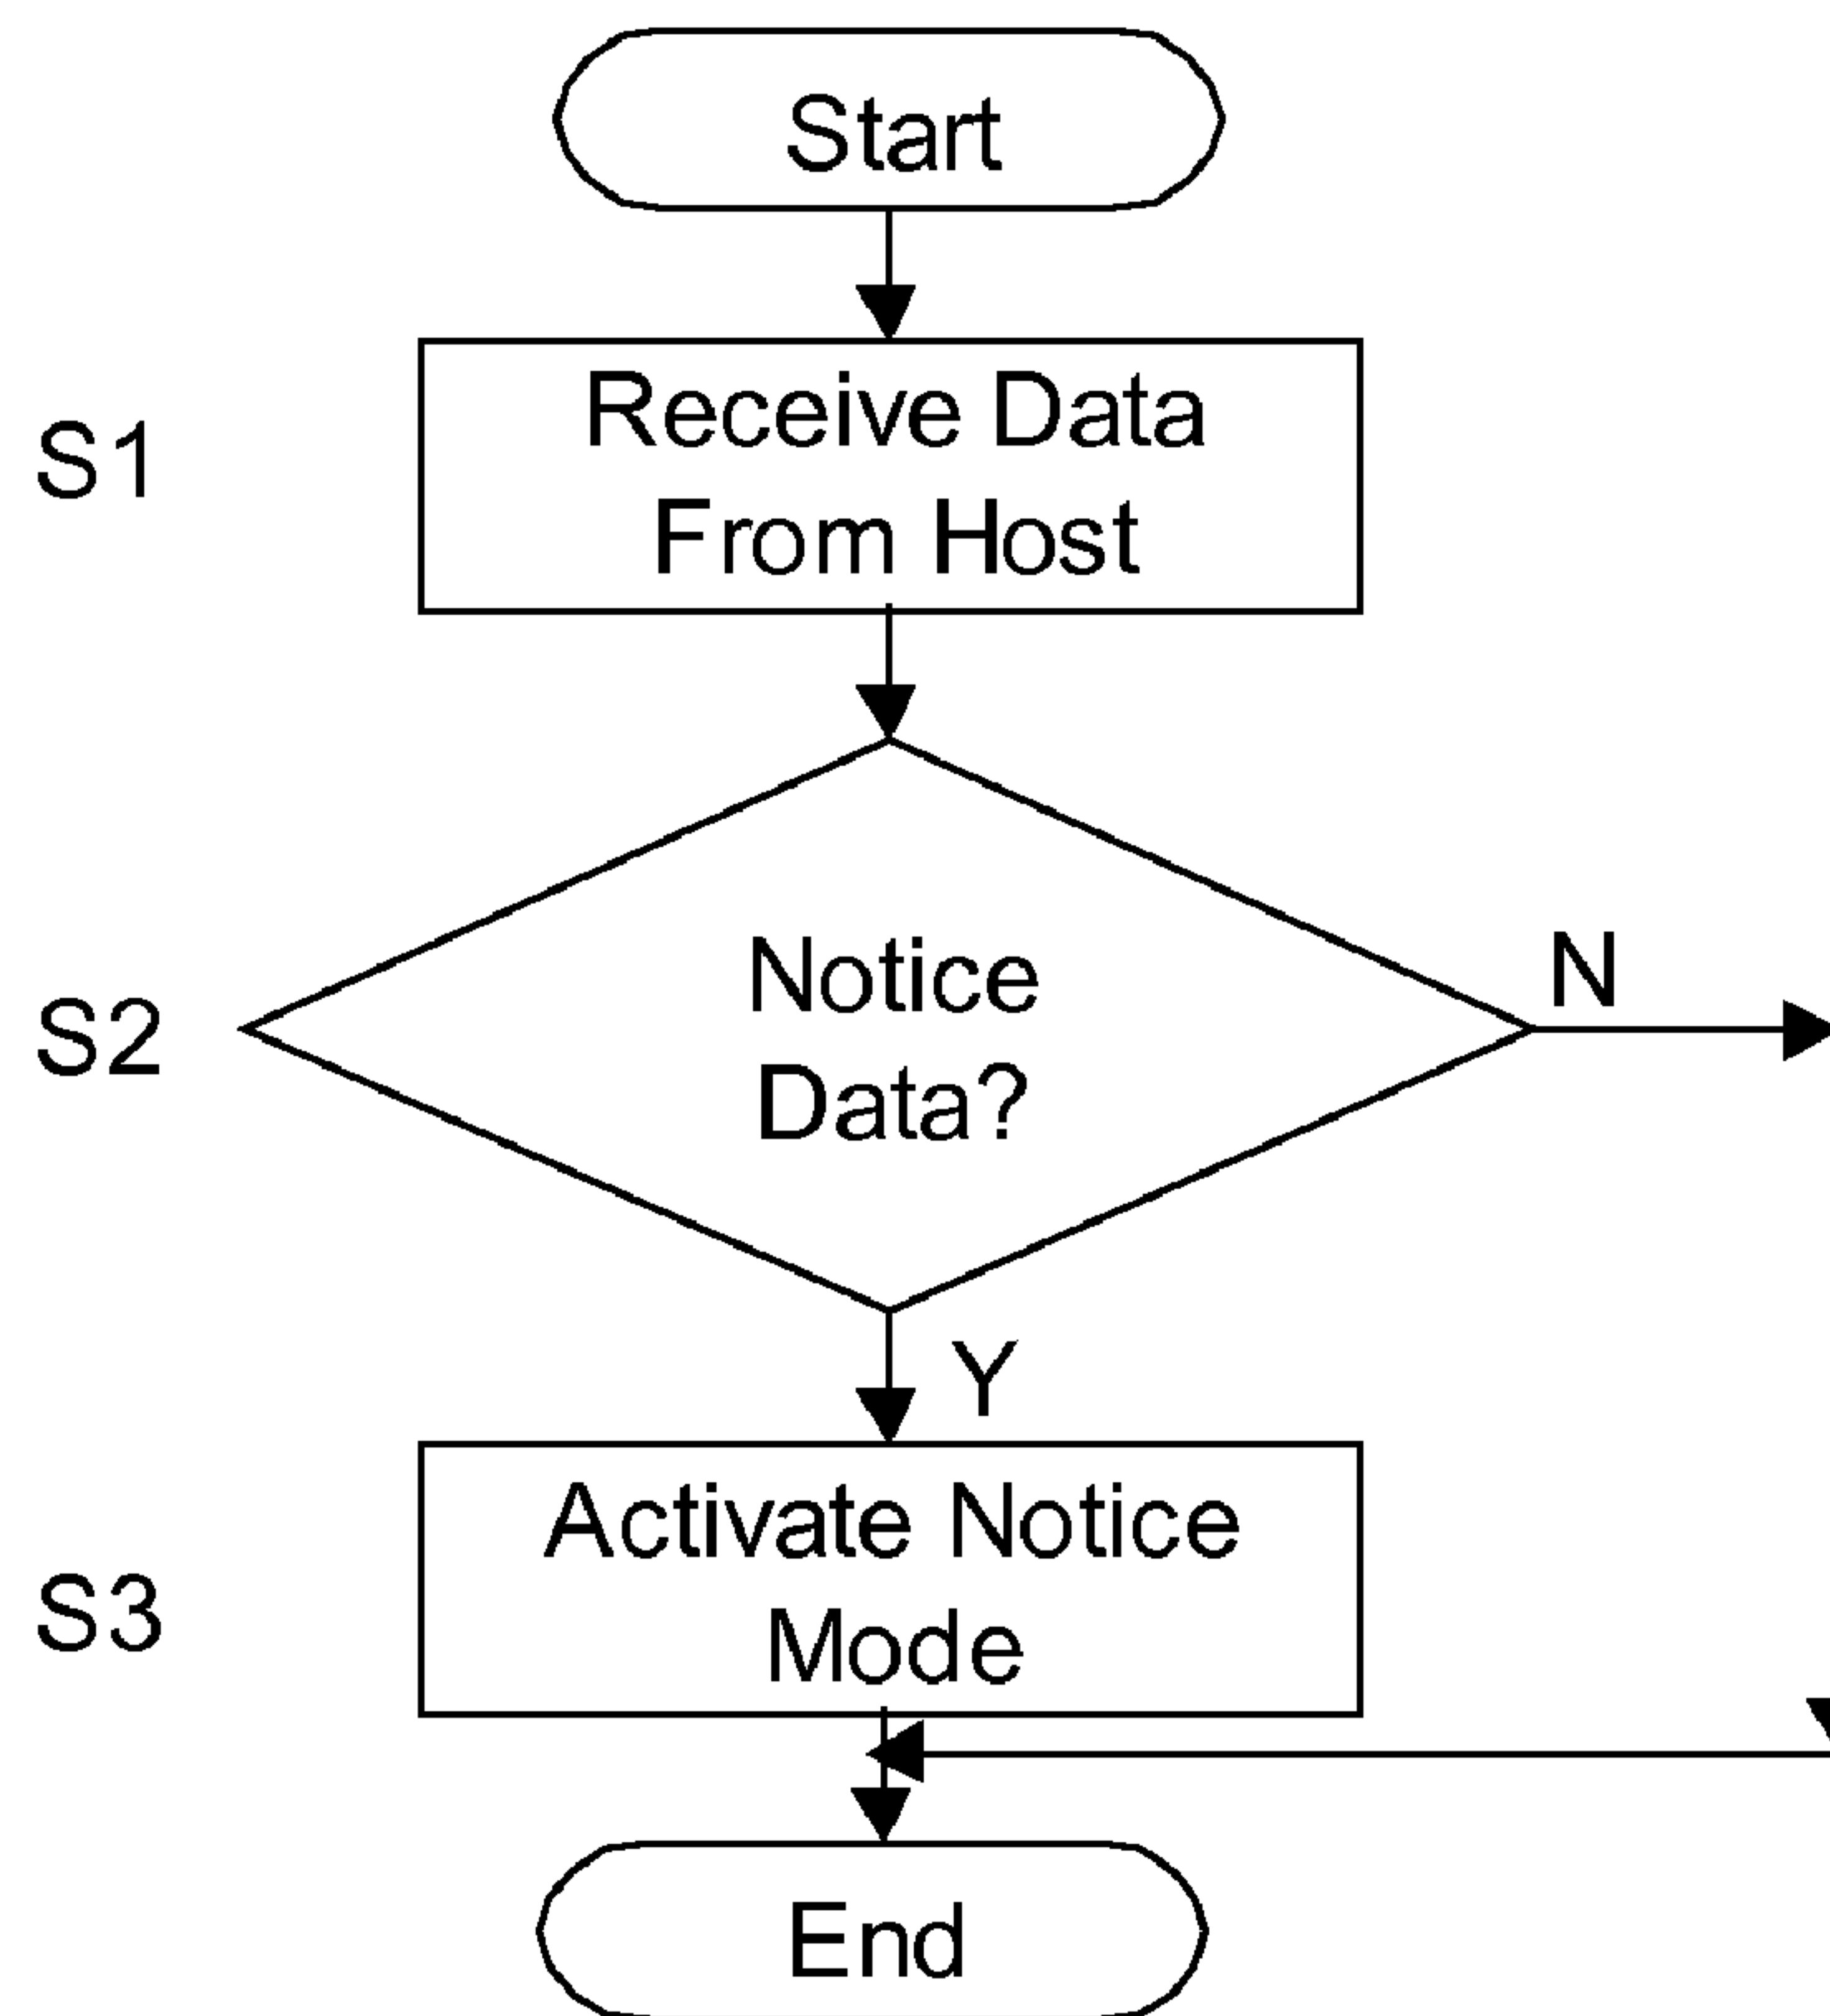 Start
S1
Receive Data
From Host
S2
Notice
Data?
N
Y
S3
Activate Notice
Mode
End